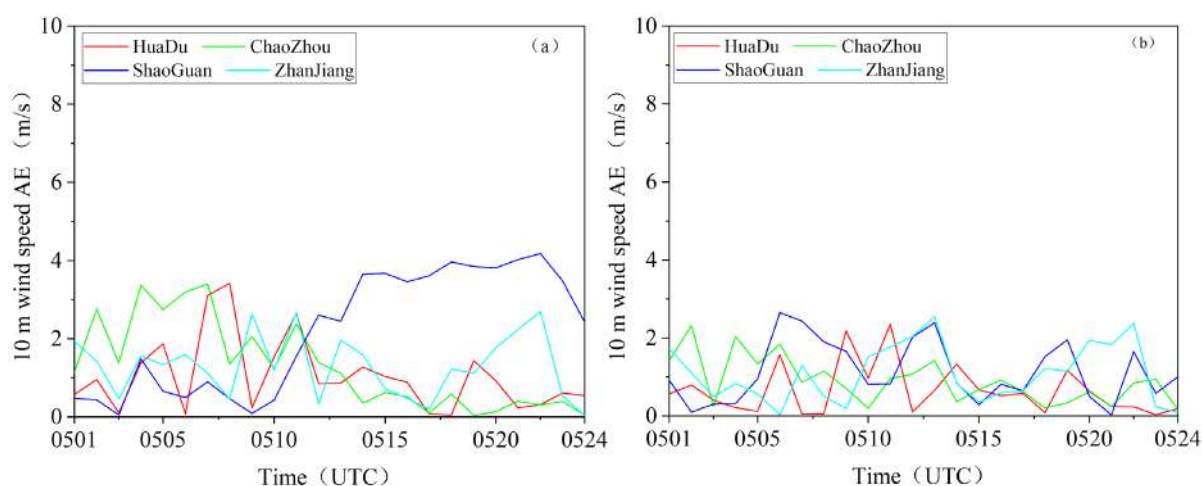 10 m wind speed AE（m/s）
10
8
6
4
2
0
HuaDu
ChaoZhou
ShaoGuan
ZhanJiang
（a）
0501 0505 0510 0515 0520 0524
Time（UTC）
10 m wind speed AE（m/s）
10
8
6
4
2
0
HuaDu
ChaoZhou
ShaoGuan
ZhanJiang
（b）
0501 0506 0510 0516 0520 0524
Time（UTC）